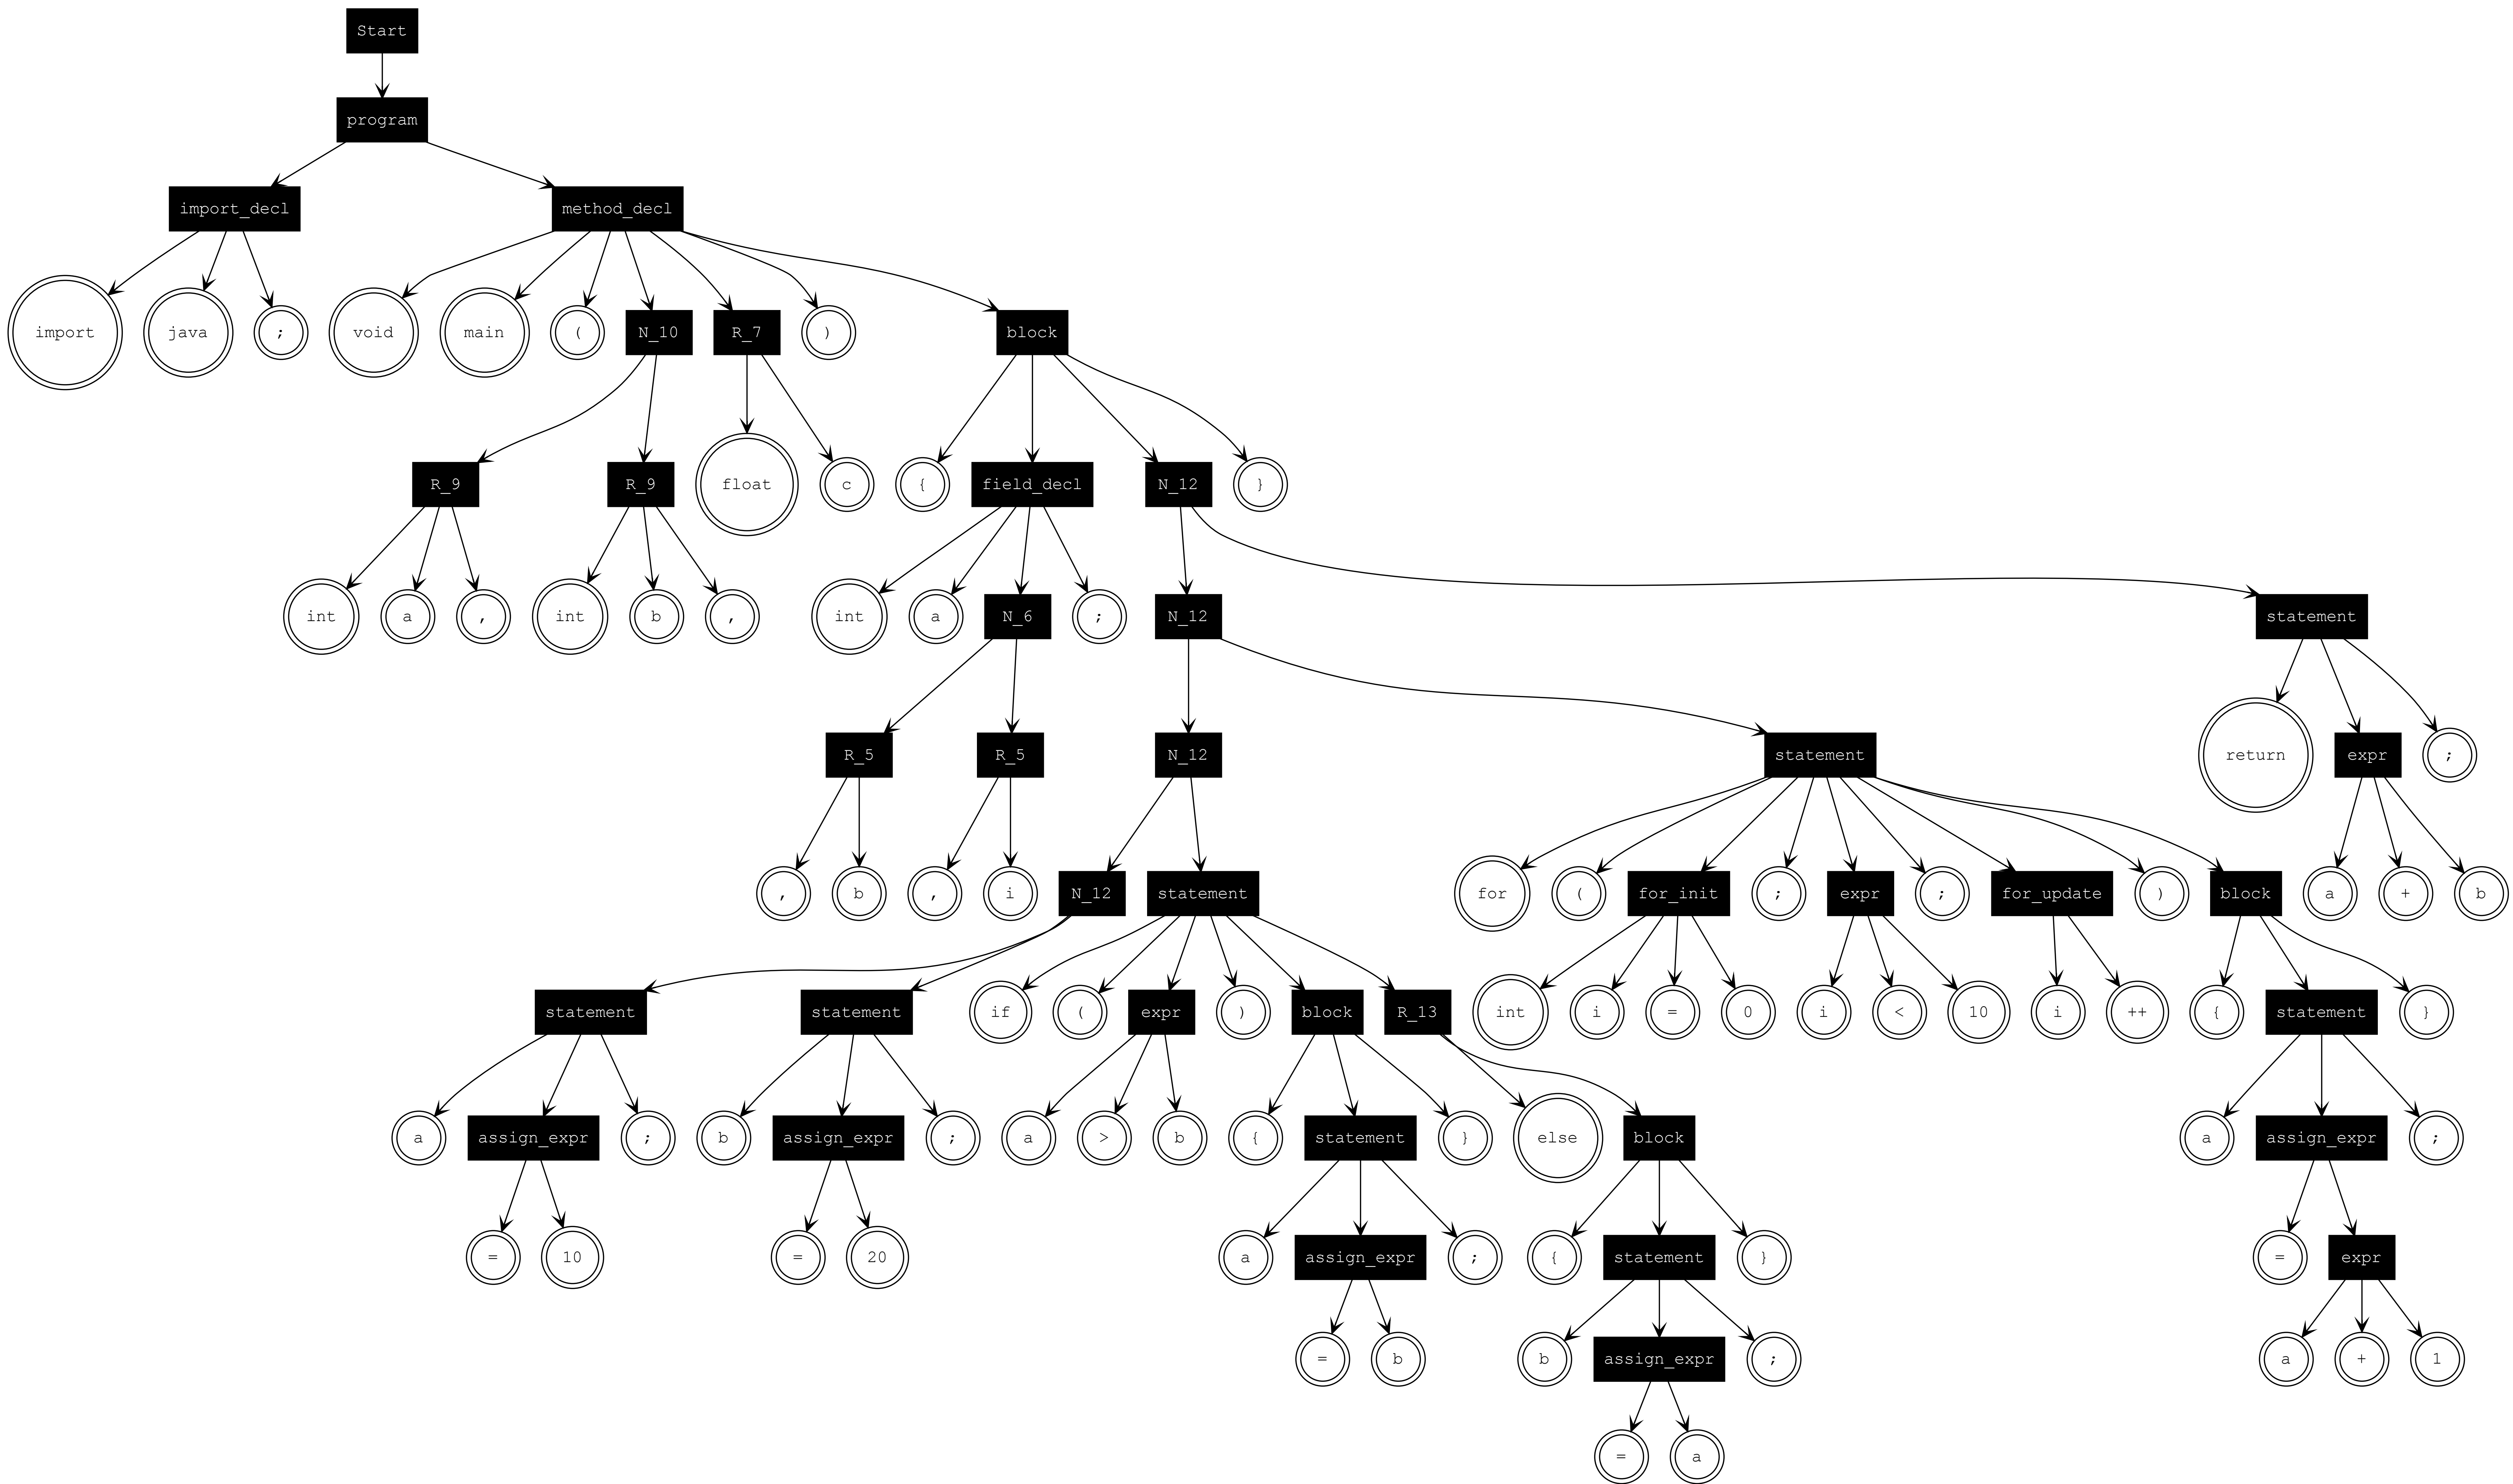 Start
program
import_decl method_decl
import java ; void main ( N_10 R_7 ) block
R_9 R_9 float c { field_decl N_12 }
int a , int b , int a N_6 ; N_12 statement
R_5 R_5 N_12 statement return expr ;
, b , i N_12 statement for ( for_init ; expr ; for_update ) block a + b
statement statement if ( expr ) block R_13 int i = 0 i < 10 i ++ { statement }
a assign_expr ; b assign_expr ; a > b { statement } else block a assign_expr ;
= 10 = 20 a assign_expr ; { statement } = expr
= b b assign_expr ; a + 1
= a